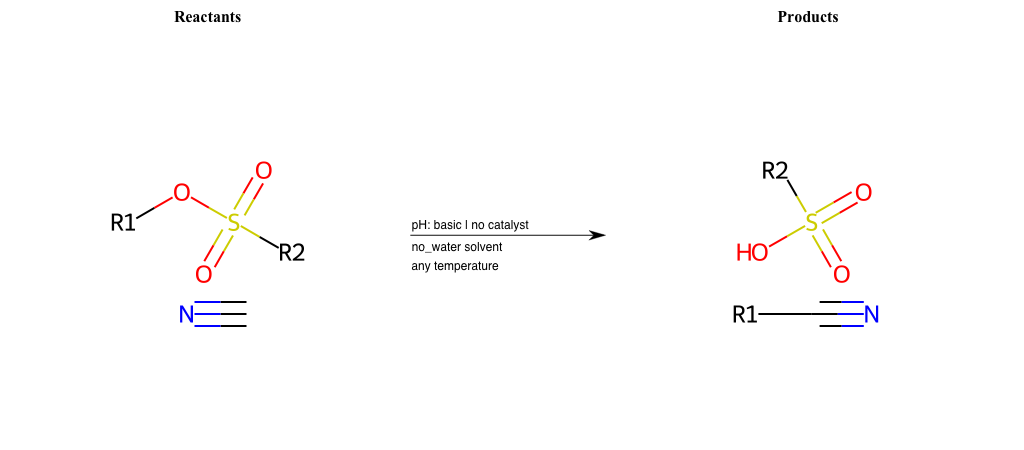 Reactants
Products
O
O
R1
S
R2
O
N
pH: basic | no catalyst
no_water solvent
any temperature
R2
O
S
HO
O
R1
N